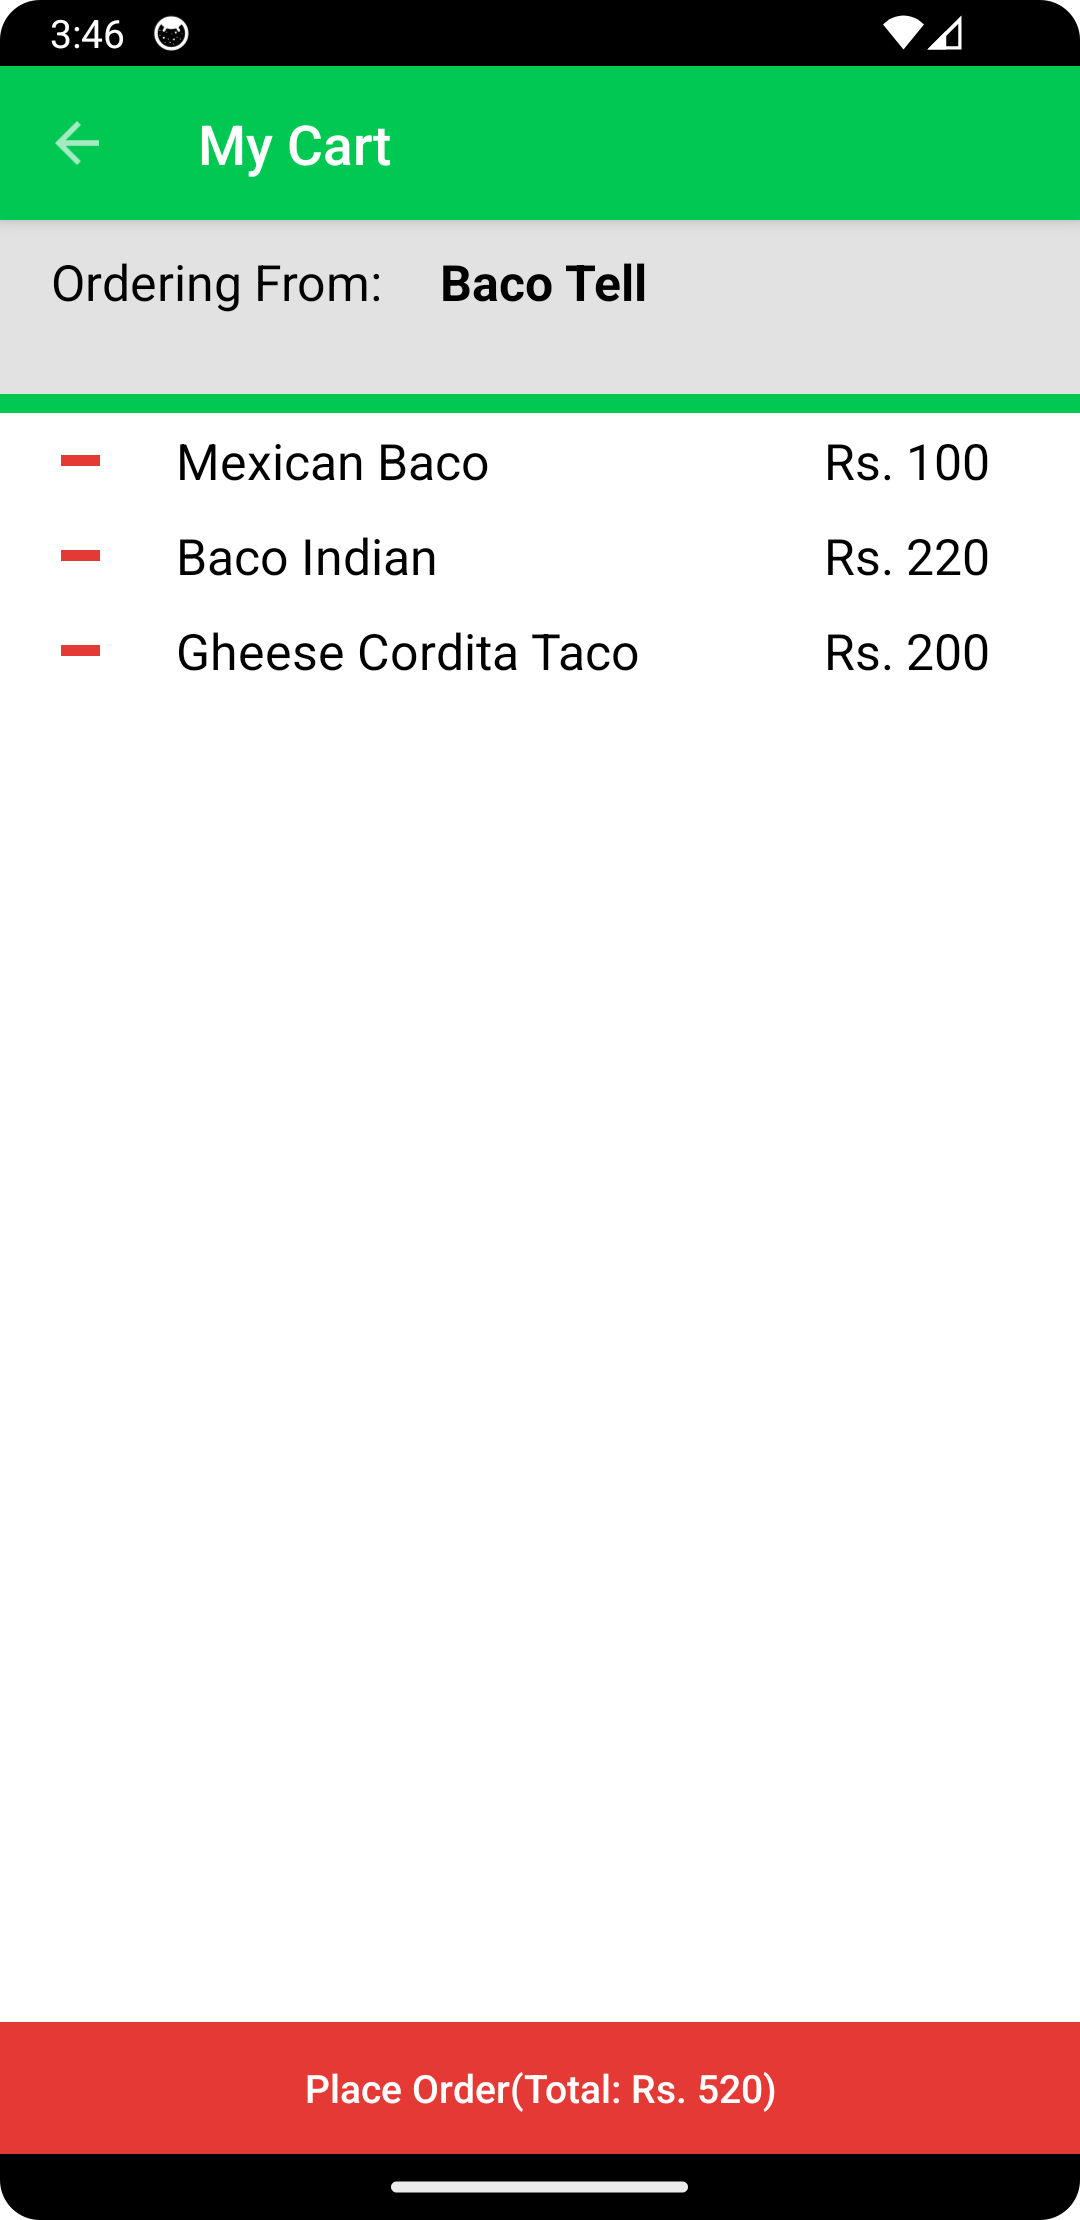 3:46
My Cart
Ordering From: Baco Tell
Mexican Baco Rs. 100
Baco Indian Rs. 220
Gheese Cordita Taco Rs. 200
Place Order(Total: Rs. 520)